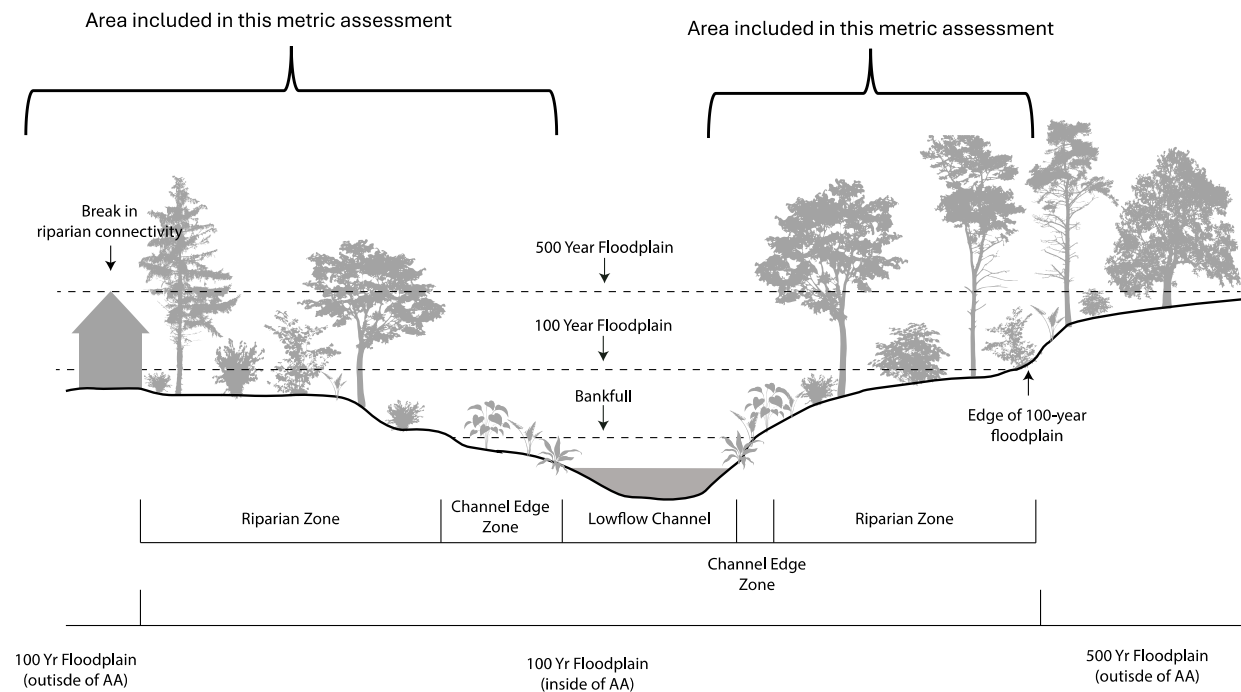 Area included in this metric assessment
Area included in this metric assessment
Break in
riparian connectivity
500 Year Floodplain
100 Year Floodplain
Bankfull
Edge of 100-year
floodplain
Riparian Zone
Channel Edge
Zone
Lowflow Channel
Riparian Zone
Channel Edge
Zone
100 Yr Floodplain
(outisde of AA)
100 Yr Floodplain
(inside of AA)
500 Yr Floodplain
(outisde of AA)